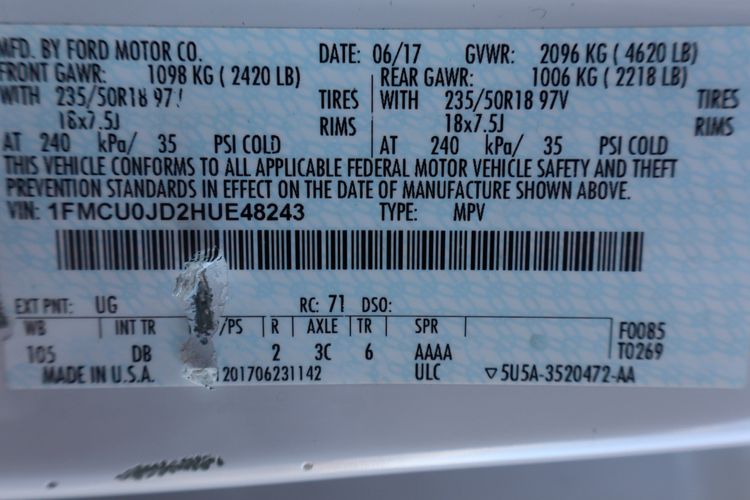 MFD. BY FORD MOTOR CO. DATE: 06/17 GVWR: 2096 KG ( 4620 LB)
FRONT GAWR: 1098 KG ( 2420 LB) REAR GAWR: 1006 KG ( 2218 LB)
WITH 235/50R18 97 TIRES WITH 235/50R18 97V TIRES
18x7.5J RIMS 18x7.5J RIMS
AT 240 kPa/ 35 PSI COLD AT 240 kPa/ 35 PSI COLD
THIS VEHICLE CONFORMS TO ALL APPLICABLE FEDERAL MOTOR VEHICLE SAFETY AND THEFT
PREVENTION STANDARDS IN EFFECT ON THE DATE OF MANUFACTURE SHOWN ABOVE.
VIN: 1FMCU0JD2HUE48243 TYPE: MPV
EXT PNT: UG RC: 71 DSO:
WB INT TR /PS R AXLE TR SPR F0085
105 DB 2 3C 6 AAAA T0269
MADE IN U.S.A. 201706231142 ULC ▽5U5A-3520472-AA